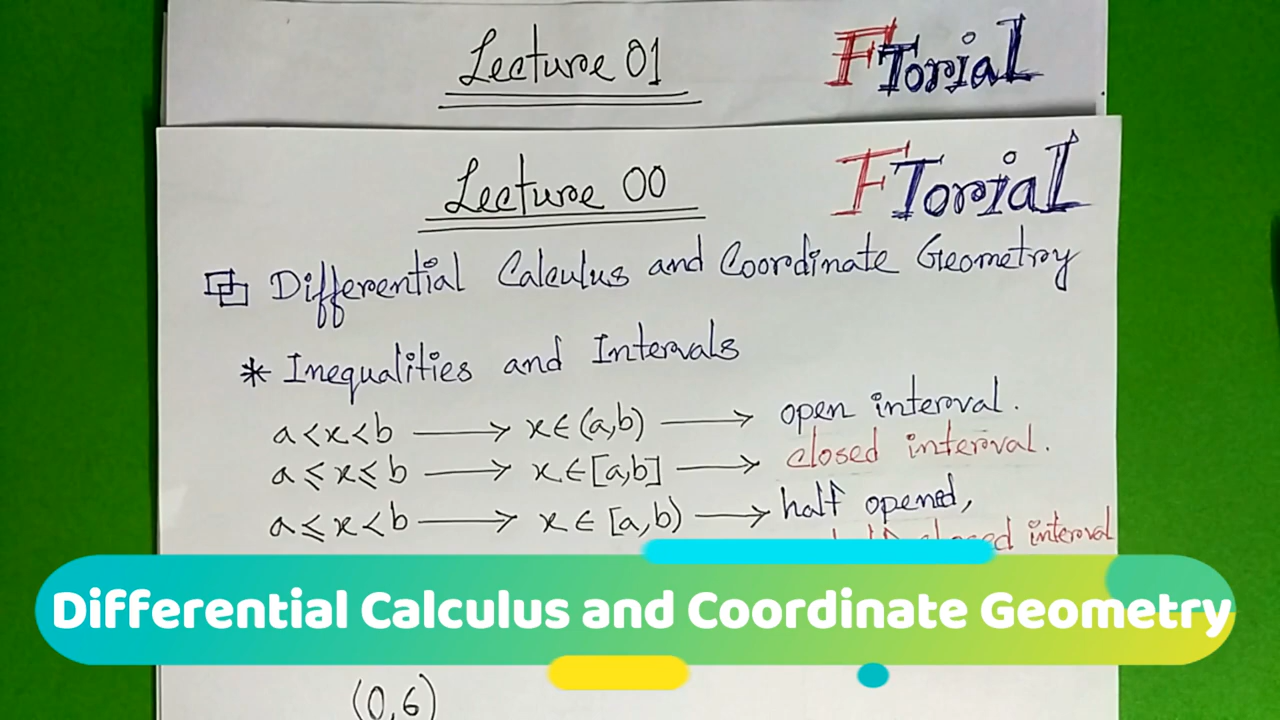 Lecture 01
FTorial
Lecture 00
FTorial
Differential Calculus and Coordinate Geometry
* Inequalities and Intervals
a<x<b ⟶ x∈(a,b) ⟶ open interval.
a⩽x⩽b ⟶ x∈[a,b] ⟶ closed interval.
a⩽x<b ⟶ x∈[a,b) ⟶ half opened,
closed interval
Differential Calculus and Coordinate Geometry
(0,6)